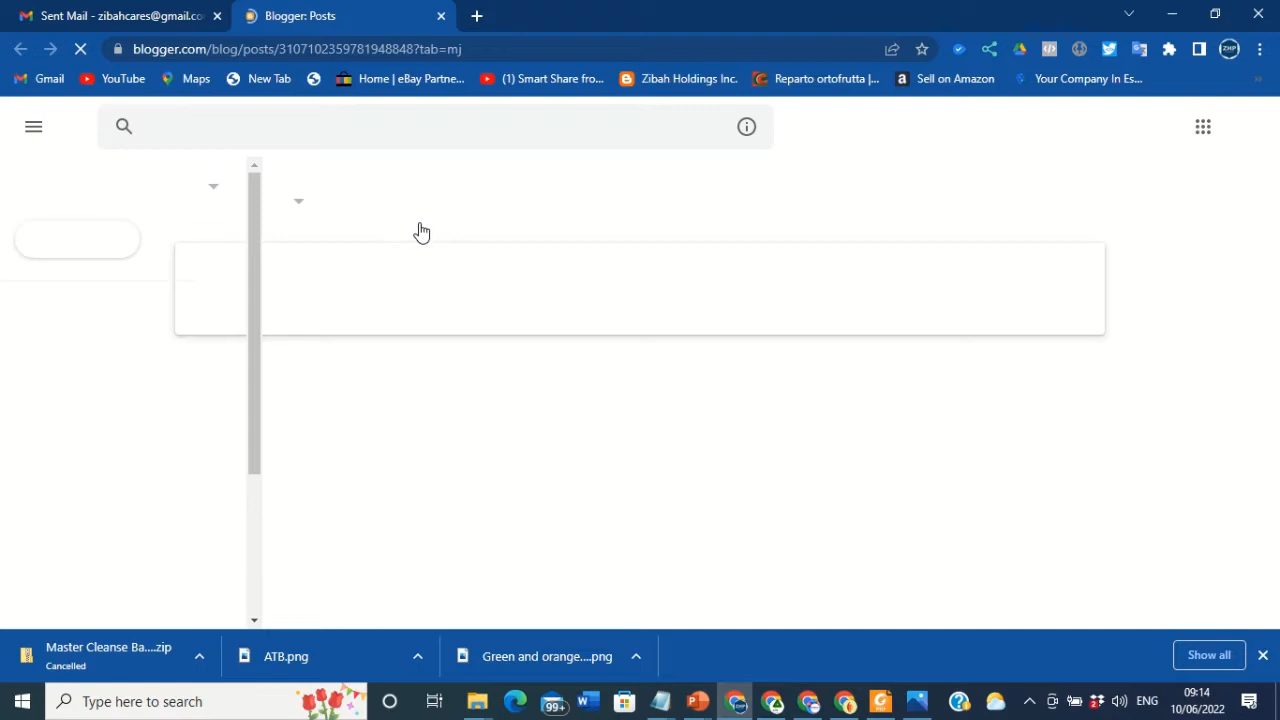 Sent Mail - zibahcares@gmail.co
Blogger: Posts
blogger.com/blog/posts/3107102359781948848?tab=mj
ZHP
Gmail
YouTube
Maps
New Tab
Home | eBay Partne...
(1) Smart Share from...
Zibah Holdings Inc.
Reparto ortofrutta |...
Sell on Amazon
Your Company In Es...
Master Cleanse Ba....zip
Cancelled
ATB.png
Green and orange....png
Show all
Type here to search
99+
ENG
09:14
10/06/2022